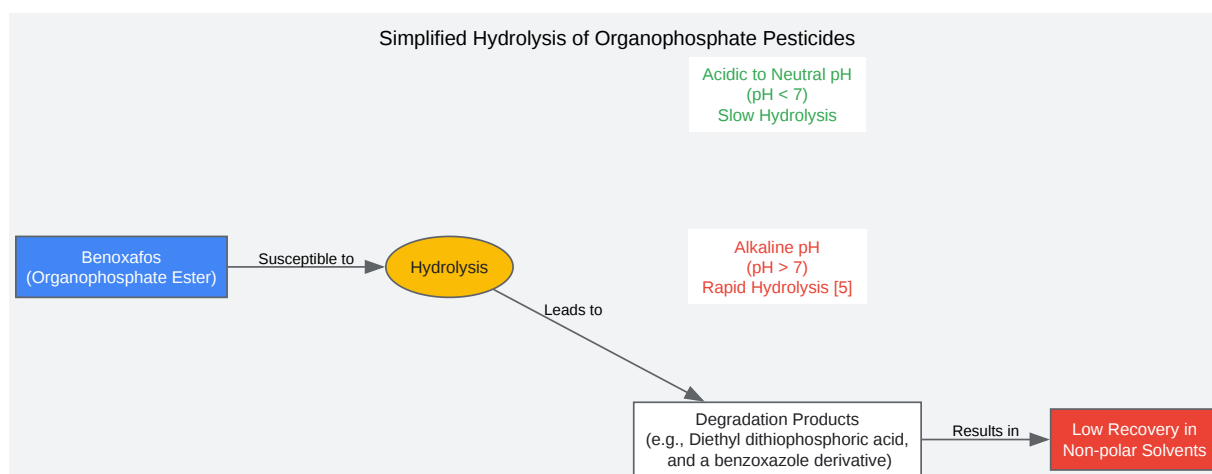 Simplified Hydrolysis of Organophosphate Pesticides
Acidic to Neutral pH
(pH < 7)
Slow Hydrolysis
Benoxafos
(Organophosphate Ester)
Susceptible to
Hydrolysis
Alkaline pH
(pH > 7)
Rapid Hydrolysis [5]
Leads to
Degradation Products
(e.g., Diethyl dithiophosphoric acid,
and a benzoxazole derivative)
Results in
Low Recovery in
Non-polar Solvents